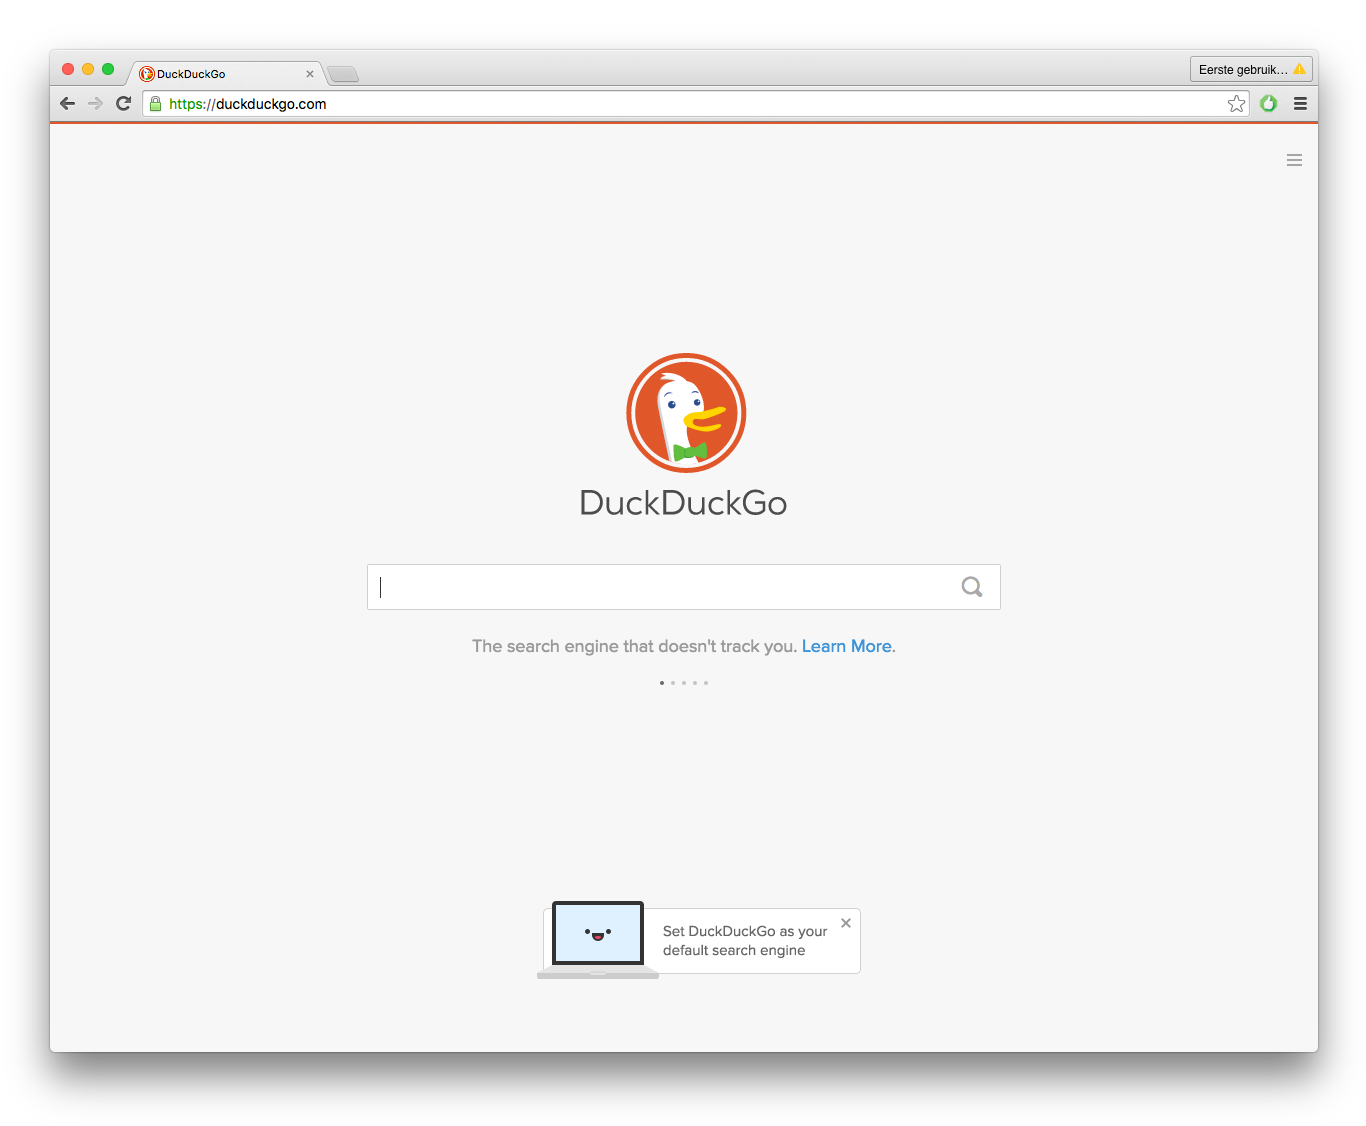 DuckDuckGo
Eerste gebruik...
https://duckduckgo.com
DuckDuckGo
The search engine that doesn't track you. Learn More.
Set DuckDuckGo as your
default search engine